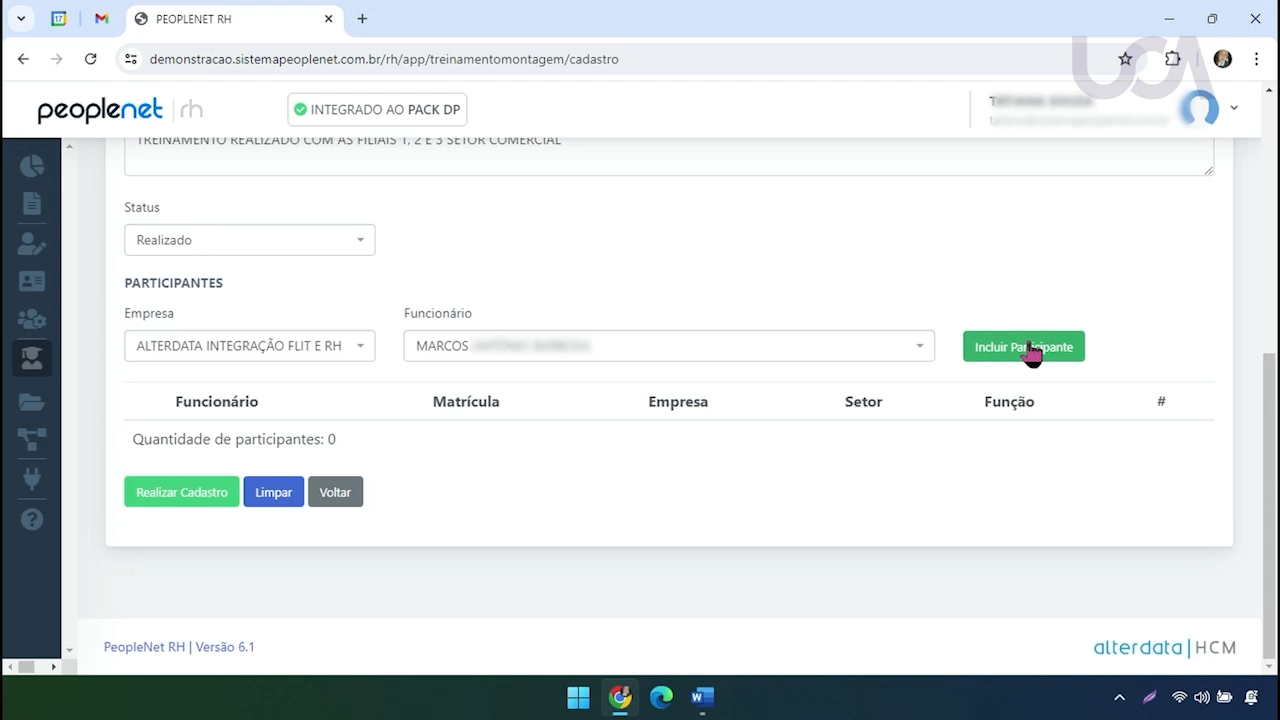 PEOPLENET RH
demonstracao.sistemapeoplenet.com.br/rh/app/treinamentomontagem/cadastro
UCA
peoplenet | rh
INTEGRADO AO PACK DP
TREINAMENTO REALIZADO COM AS FILIAIS 1, 2 E 3 SETOR COMERCIAL
Status
Realizado
PARTICIPANTES
Empresa
Funcionário
ALTERDATA INTEGRAÇÃO FLIT E RH
MARCOS
Incluir Participante
Funcionário Matrícula Empresa Setor Função #
Quantidade de participantes: 0
Realizar Cadastro Limpar Voltar
PeopleNet RH | Versão 6.1
alterdata | HCM